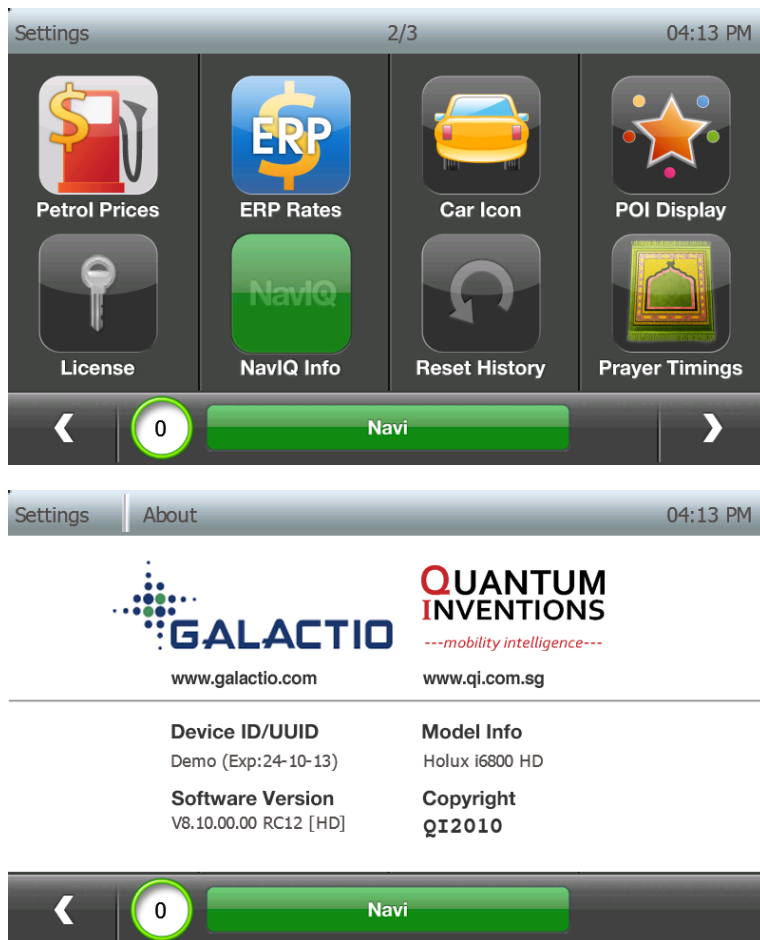 Settings 2/3 04:13 PM
$ $
ERP
Petrol Prices ERP Rates Car Icon POI Display
NavIQ
License NavIQ Info Reset History Prayer Timings
0 Navi
Settings About 04:13 PM
GALACTIO QUANTUM
INVENTIONS
---mobility intelligence---
www.galactio.com www.qi.com.sg
Device ID/UUID Model Info
Demo (Exp:24-10-13) Holux i6800 HD
Software Version Copyright
V8.10.00.00 RC12 [HD] QI2010
0 Navi